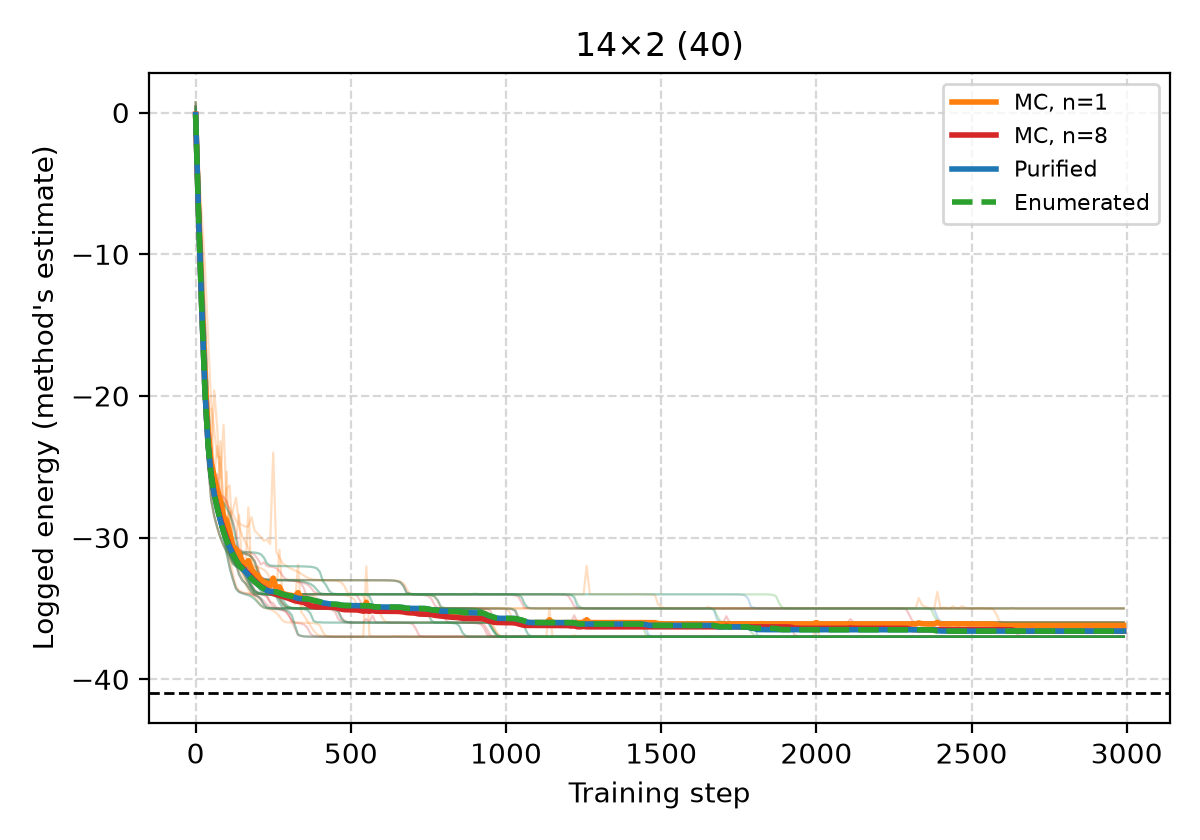 14×2 (40)
Logged energy (method's estimate)
0
−10
−20
−30
−40
MC, n=1
MC, n=8
Purified
Enumerated
0 500 1000 1500 2000 2500 3000
Training step